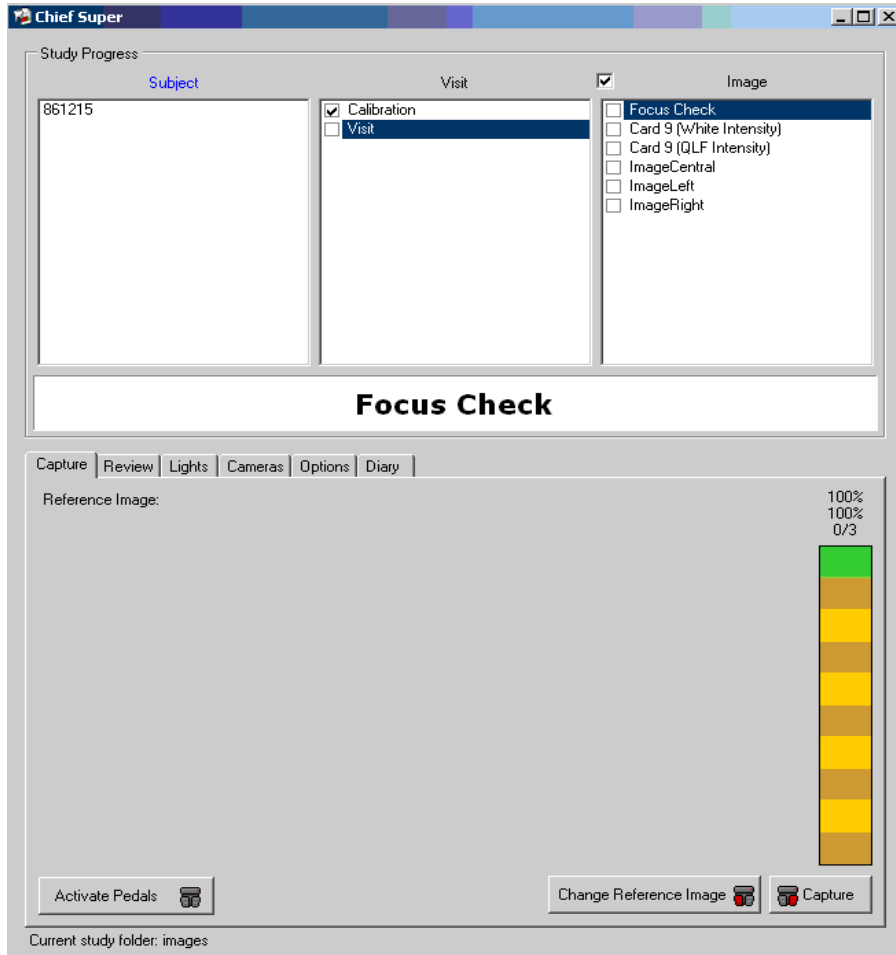 Chief Super
Study Progress
Subject
Visit
Image
861215
Calibration
Visit
Focus Check
Card 9 (White Intensity)
Card 9 (QLF Intensity)
ImageCentral
ImageLeft
ImageRight
Focus Check
Capture Review Lights Cameras Options Diary
Reference Image:
100%
100%
0/3
Activate Pedals
Change Reference Image
Capture
Current study folder: images